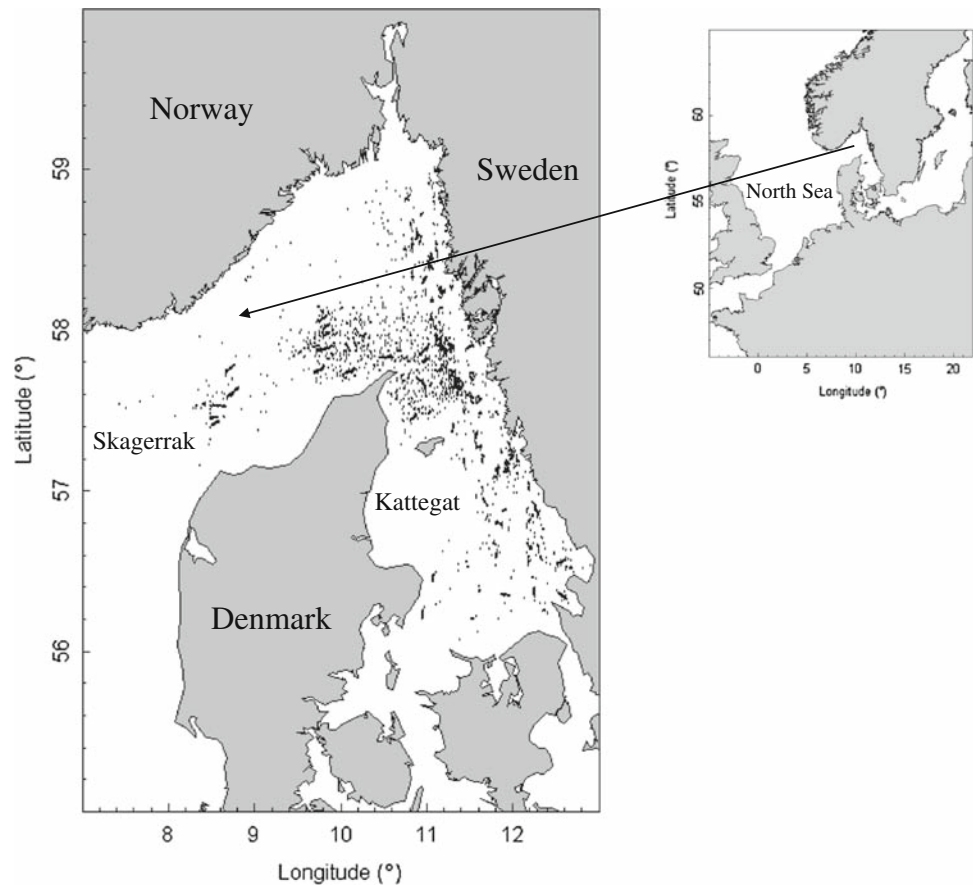 Norway
Sweden
Skagerrak
Kattegat
Denmark
59
58
57
56
Latitude (°)
8 9 10 11 12
Longitude (°)
North Sea
60
55
50
Latitude (°)
0 5 10 15 20
Longitude (°)